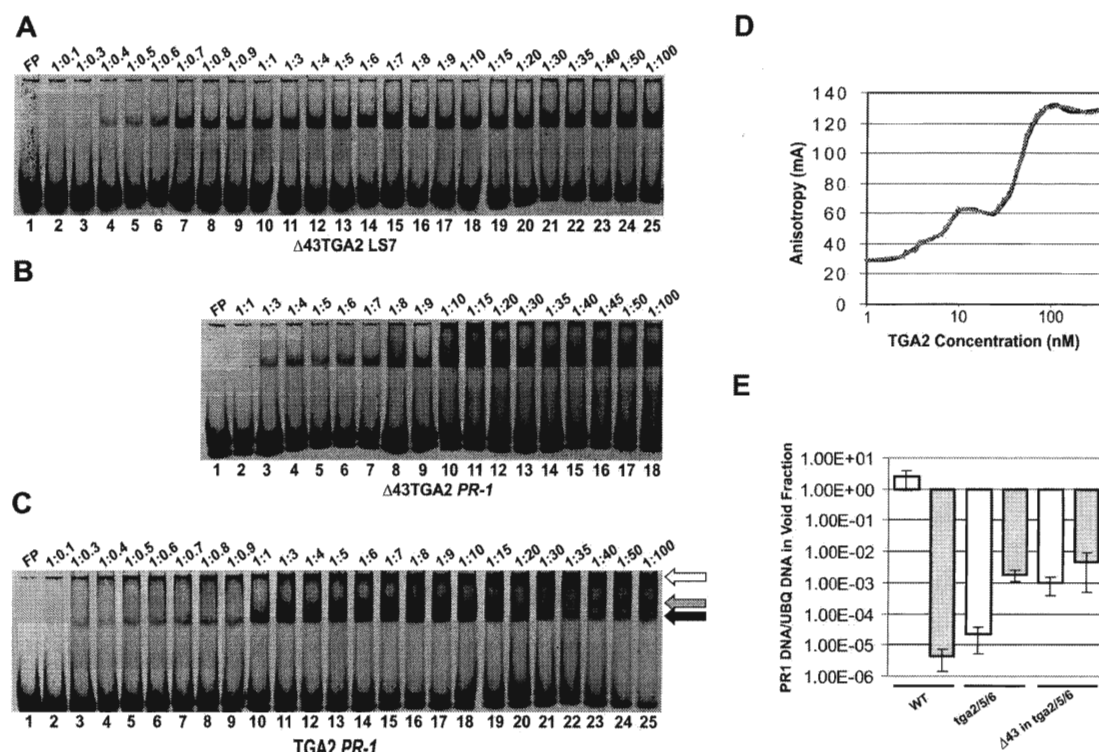 A
FP 1:0.1 1:0.3 1:0.4 1:0.5 1:0.6 1:0.7 1:0.8 1:0.9 1:1 1:3 1:4 1:5 1:6 1:7 1:8 1:9 1:10 1:15 1:20 1:30 1:35 1:40 1:50 1:100
1 2 3 4 5 6 7 8 9 10 11 12 13 14 15 16 17 18 19 20 21 22 23 24 25
Δ43TGA2 LS7
B
FP 1:1 1:3 1:4 1:5 1:6 1:7 1:8 1:9 1:10 1:15 1:20 1:30 1:35 1:40 1:45 1:50 1:100
1 2 3 4 5 6 7 8 9 10 11 12 13 14 15 16 17 18
Δ43TGA2 PR-1
C
FP 1:0.1 1:0.3 1:0.4 1:0.5 1:0.6 1:0.7 1:0.8 1:0.9 1:1 1:3 1:4 1:5 1:6 1:7 1:8 1:9 1:10 1:15 1:20 1:30 1:35 1:40 1:50 1:100
1 2 3 4 5 6 7 8 9 10 11 12 13 14 15 16 17 18 19 20 21 22 23 24 25
TGA2 PR-1
D
Anisotropy (mA)
140
120
100
80
60
40
20
0
1 10 100
TGA2 Concentration (nM)
E
PR1 DNA/UBQ DNA in Void Fraction
1.00E+01
1.00E+00
1.00E-01
1.00E-02
1.00E-03
1.00E-04
1.00E-05
1.00E-06
WT tga2/5/6 Δ43 in tga2/5/6